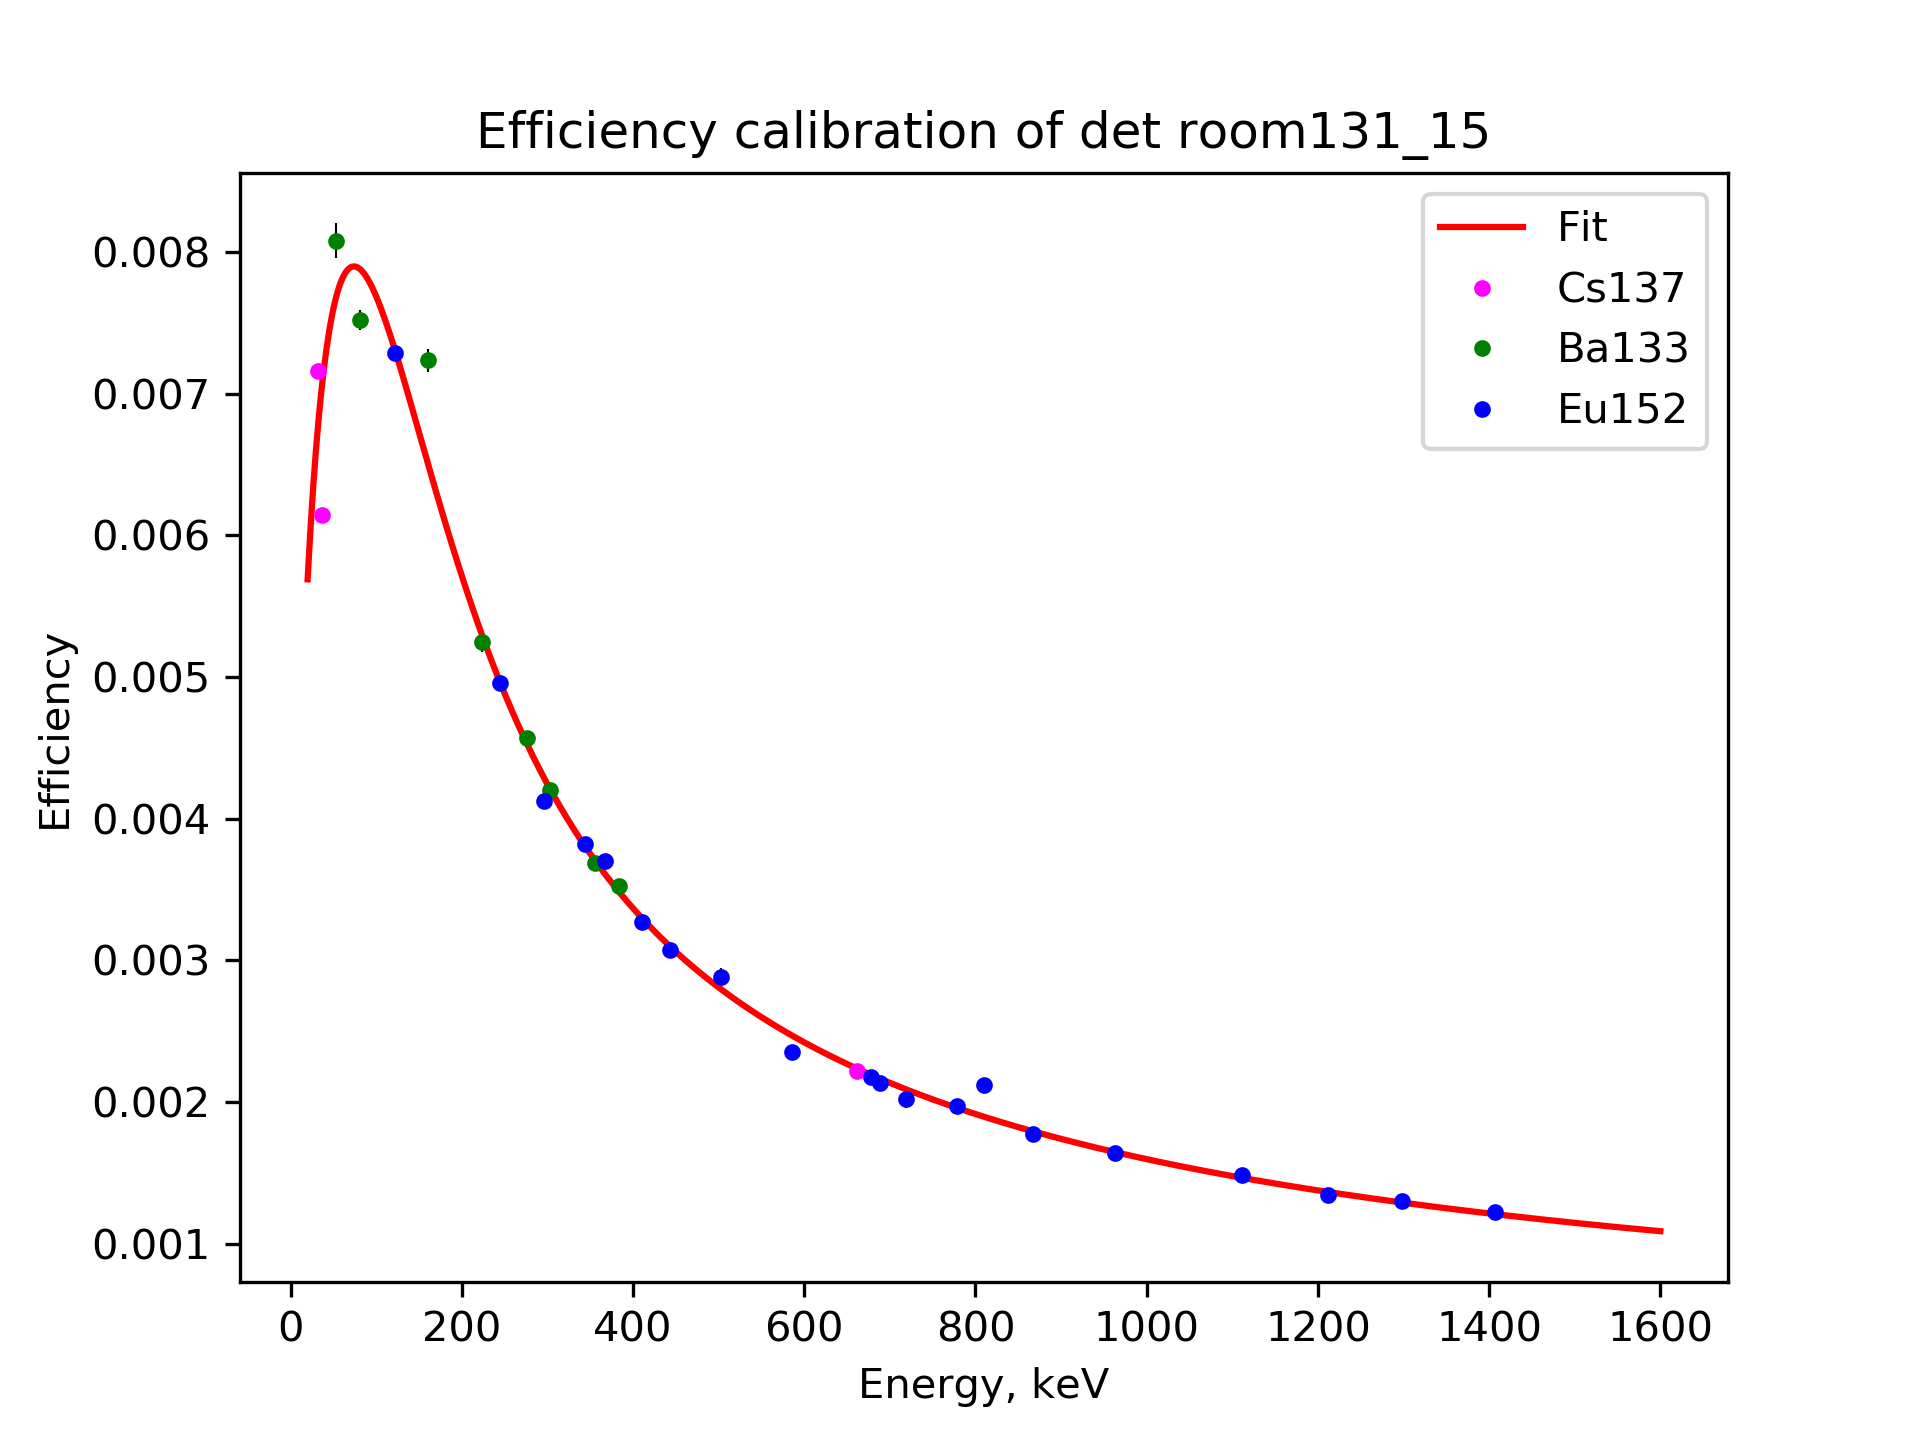 Efficiency calibration of det room131_15
Fit
Cs137
Ba133
Eu152
0.008
0.007
0.006
0.005
0.004
0.003
0.002
0.001
Efficiency
0 200 400 600 800 1000 1200 1400 1600
Energy, keV